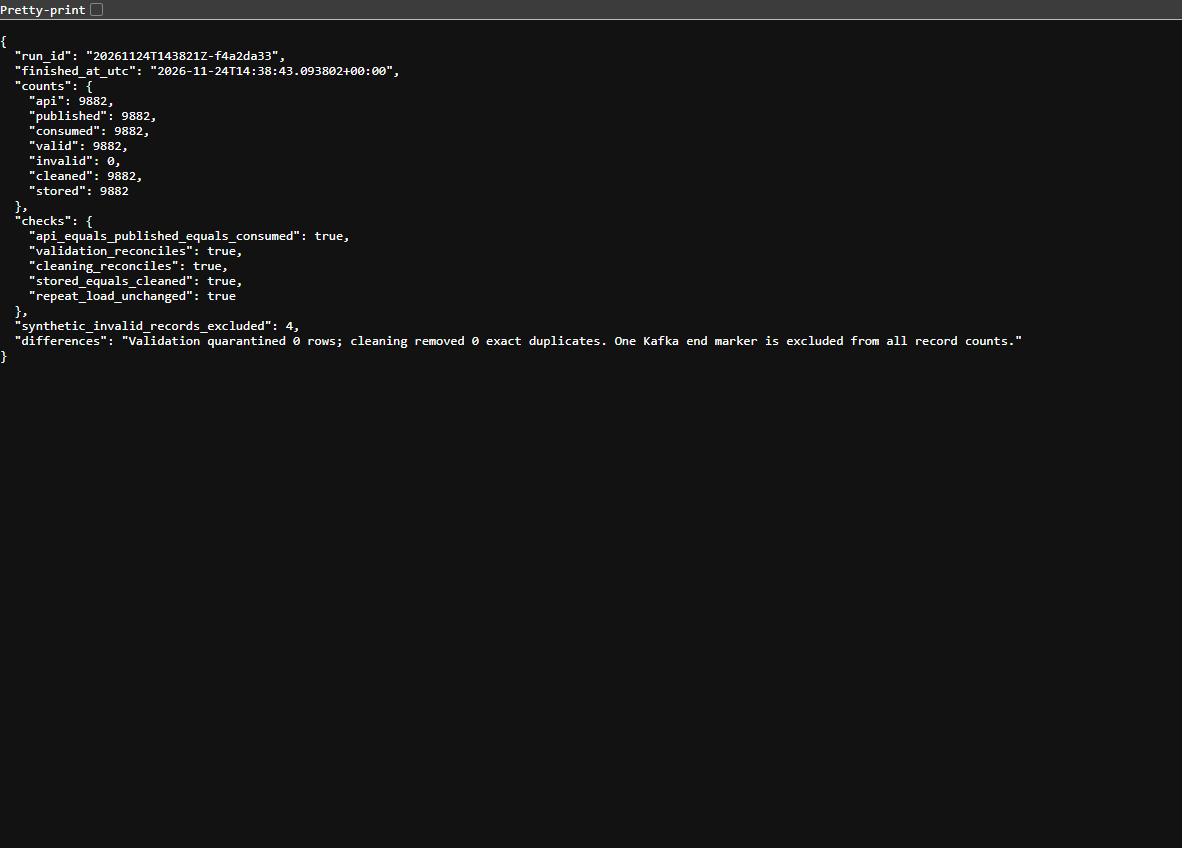 Pretty-print
{
  "run_id": "20261124T143821Z-f4a2da33",
  "finished_at_utc": "2026-11-24T14:38:43.093802+00:00",
  "counts": {
    "api": 9882,
    "published": 9882,
    "consumed": 9882,
    "valid": 9882,
    "invalid": 0,
    "cleaned": 9882,
    "stored": 9882
  },
  "checks": {
    "api_equals_published_equals_consumed": true,
    "validation_reconciles": true,
    "cleaning_reconciles": true,
    "stored_equals_cleaned": true,
    "repeat_load_unchanged": true
  },
  "synthetic_invalid_records_excluded": 4,
  "differences": "Validation quarantined 0 rows; cleaning removed 0 exact duplicates. One Kafka end marker is excluded from all record counts."
}